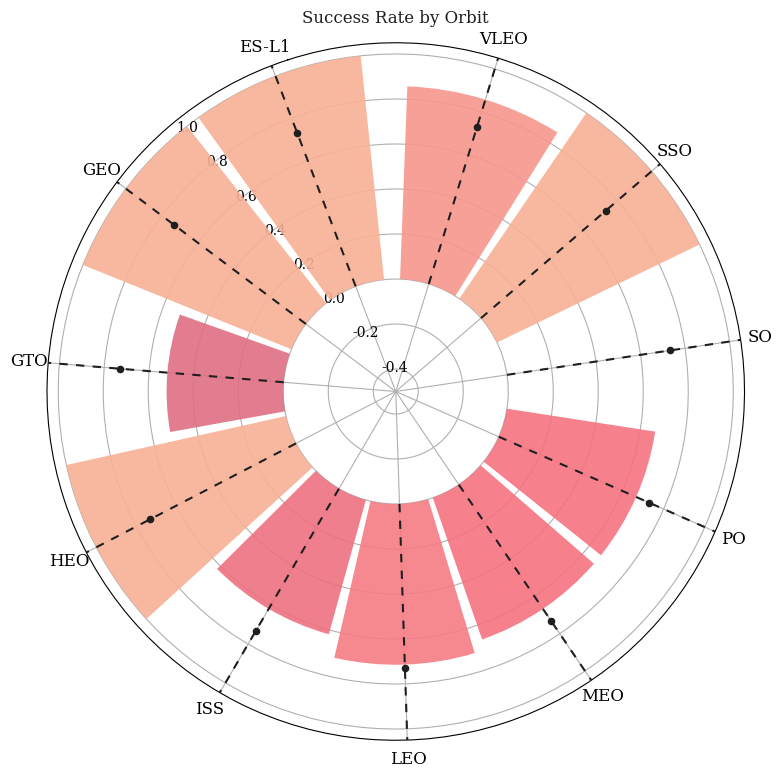 Success Rate by Orbit
VLEO
ES-L1
SSO
GEO
1.0
0.8
0.6
0.4
0.2
0.0
-0.2
-0.4
SO
GTO
HEO
PO
ISS
MEO
LEO